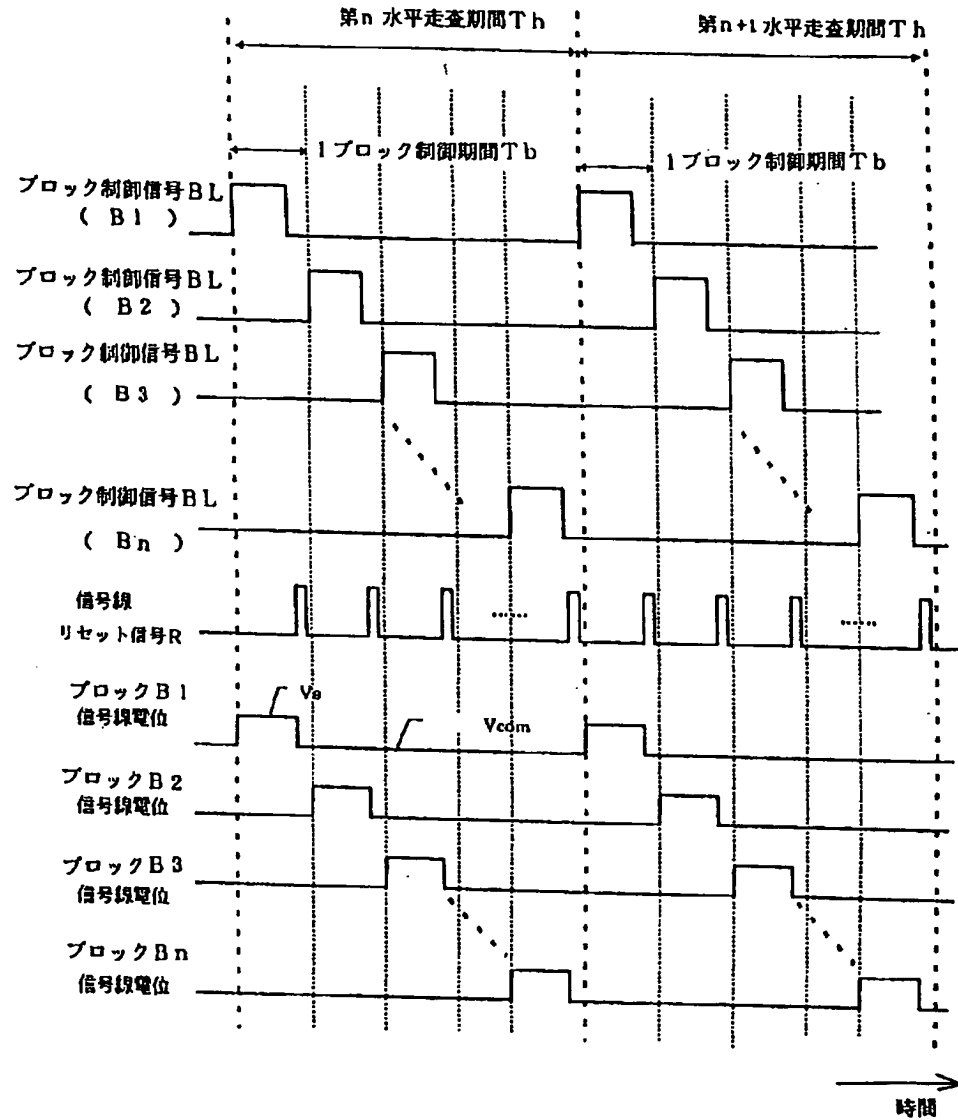 第n 水平走査期間Th
第n+1 水平走査期間Th
1ブロック制御期間Tb
1ブロック制御期間Tb
ブロック制御信号BL
( B1 )
ブロック制御信号BL
( B2 )
ブロック制御信号BL
( B3 )
ブロック制御信号BL
( Bn )
信号線
リセット信号R
......
......
ブロックB1
信号線電位
Vs
Vcom
ブロックB2
信号線電位
ブロックB3
信号線電位
ブロックBn
信号線電位
時間